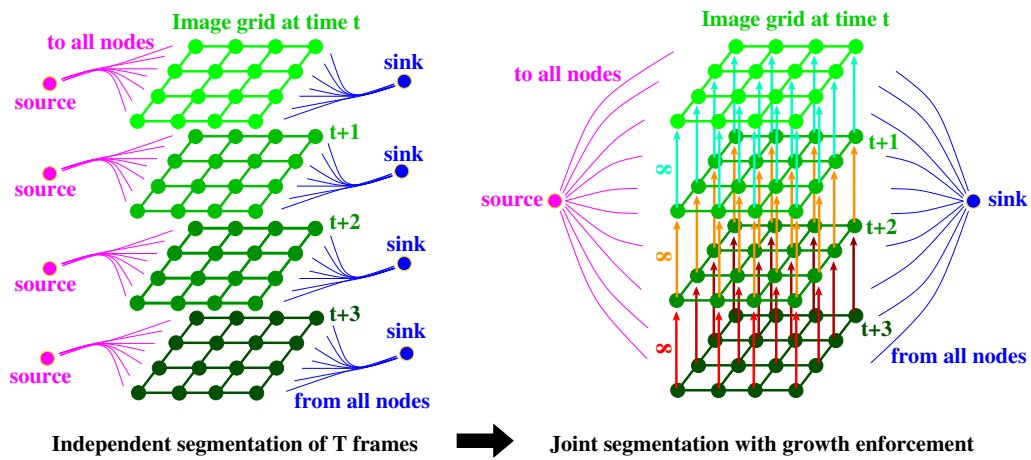 Image grid at time t
to all nodes
sink
source
t+1
source
sink
t+2
source
sink
t+3
source
sink
from all nodes
Independent segmentation of T frames
Image grid at time t
to all nodes
t+1
∞
source
sink
t+2
∞
t+3
∞
from all nodes
Joint segmentation with growth enforcement